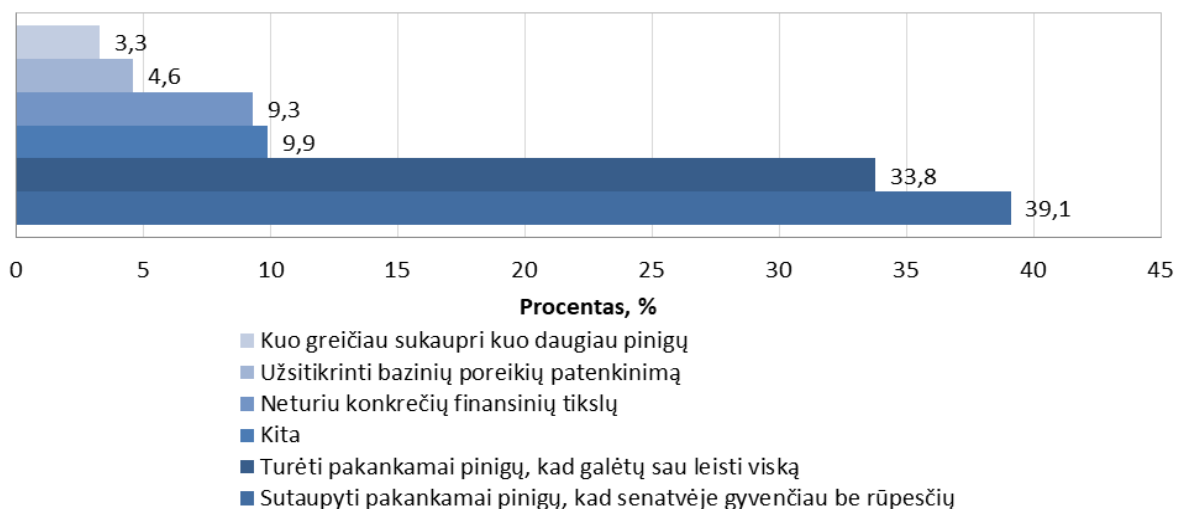 3,3
4,6
9,3
9,9
33,8
39,1
0 5 10 15 20 25 30 35 40 45
Procentas, %
Kuo greičiau sukaupri kuo daugiau pinigų
Užsitikrinti bazinių poreikių patenkinimą
Neturiu konkrečių finansinių tikslų
Kita
Turėti pakankamai pinigų, kad galėtų sau leisti viską
Sutaupyti pakankamai pinigų, kad senatvėje gyvenčiau be rūpesčių